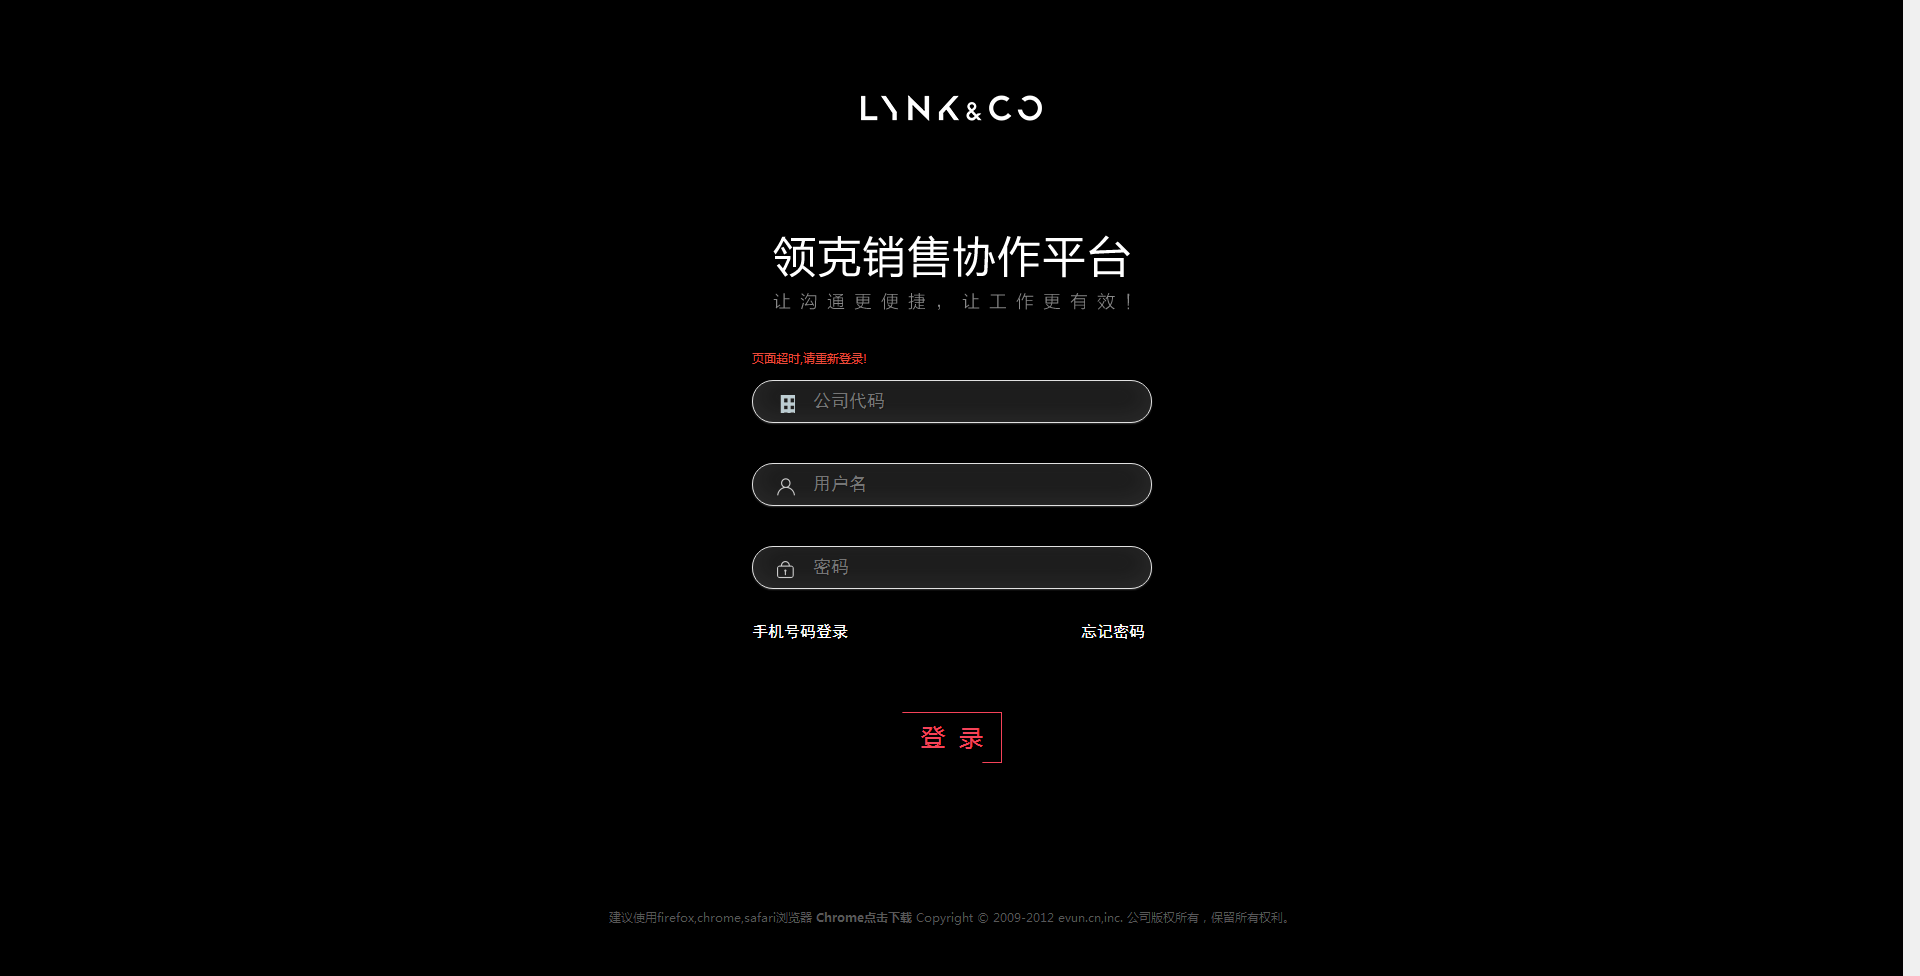 LYNK&CO
领克销售协作平台
让沟通更便捷，让工作更有效！
页面超时,请重新登录!
公司代码
用户名
密码
手机号码登录 忘记密码
登 录
建议使用firefox,chrome,safari浏览器 Chrome点击下载 Copyright © 2009-2012 evun.cn,inc. 公司版权所有，保留所有权利。